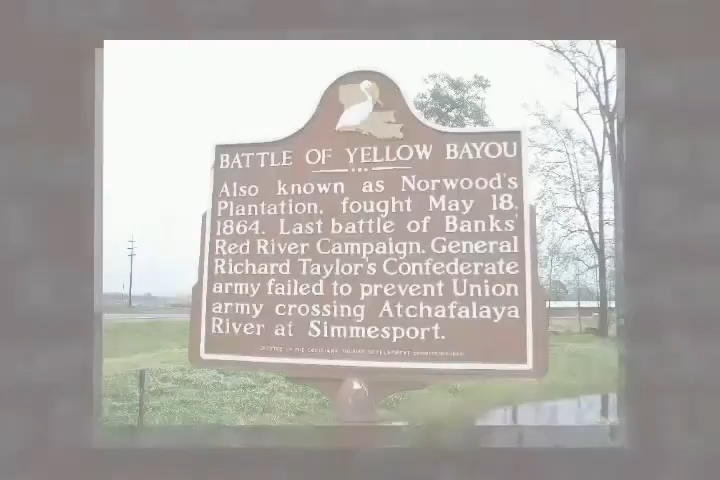 BATTLE OF YELLOW BAYOU
Also known as Norwood's
Plantation, fought May 18,
1864. Last battle of Banks'
Red River Campaign. General
Richard Taylor's Confederate
army failed to prevent Union
army crossing Atchafalaya
River at Simmesport.